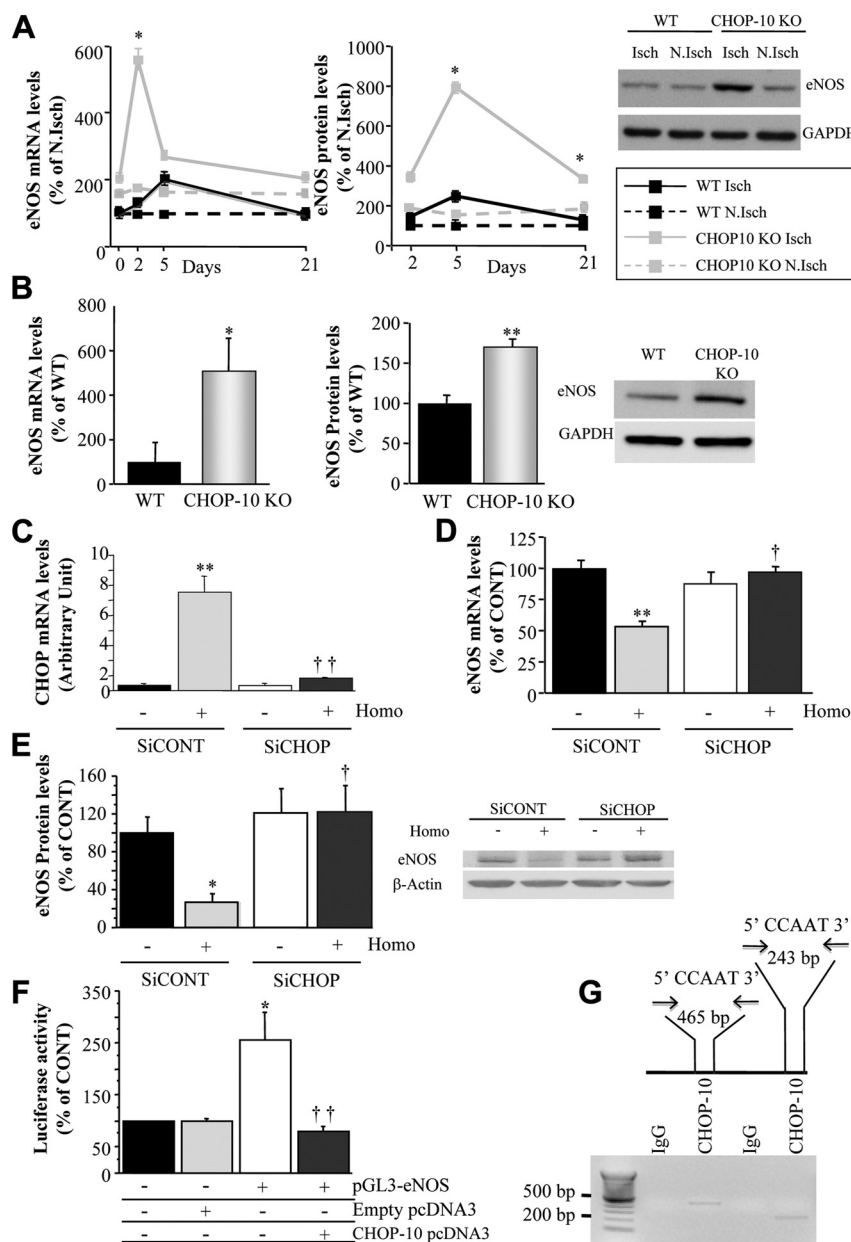 A
eNOS mRNA levels
(% of N.Isch)
600
400
200
0
*
0 2 5 21
Days
eNOS protein levels
(% of N.Isch)
1000
800
600
400
200
0
*
*
2 5 21
Days
WT CHOP-10 KO
Isch N.Isch Isch N.Isch
eNOS
GAPDH
WT Isch
WT N.Isch
CHOP10 KO Isch
CHOP10 KO N.Isch
B
eNOS mRNA levels
(% of WT)
800
600
400
200
0
*
WT CHOP-10 KO
eNOS Protein levels
(% of WT)
200
150
100
50
0
**
WT CHOP-10 KO
WT CHOP-10
KO
eNOS
GAPDH
C
CHOP mRNA levels
(Arbitrary Unit)
10
8
6
4
2
**
† †
- + - + Homo
SiCONT SiCHOP
D
eNOS mRNA levels
(% of CONT)
125
100
75
50
25
0
**
†
- + - + Homo
SiCONT SiCHOP
E
eNOS Protein levels
(% of CONT)
160
120
80
40
0
*
†
- + - + Homo
SiCONT SiCHOP
SiCONT SiCHOP
Homo - + - +
eNOS
β-Actin
F
Luciferase activity
(% of CONT)
350
250
150
100
50
0
*
† †
- - + + pGL3-eNOS
- + - - Empty pcDNA3
- - - + CHOP-10 pcDNA3
G
5' CCAAT 3'
243 bp
5' CCAAT 3'
465 bp
IgG
CHOP-10
IgG
CHOP-10
500 bp
200 bp